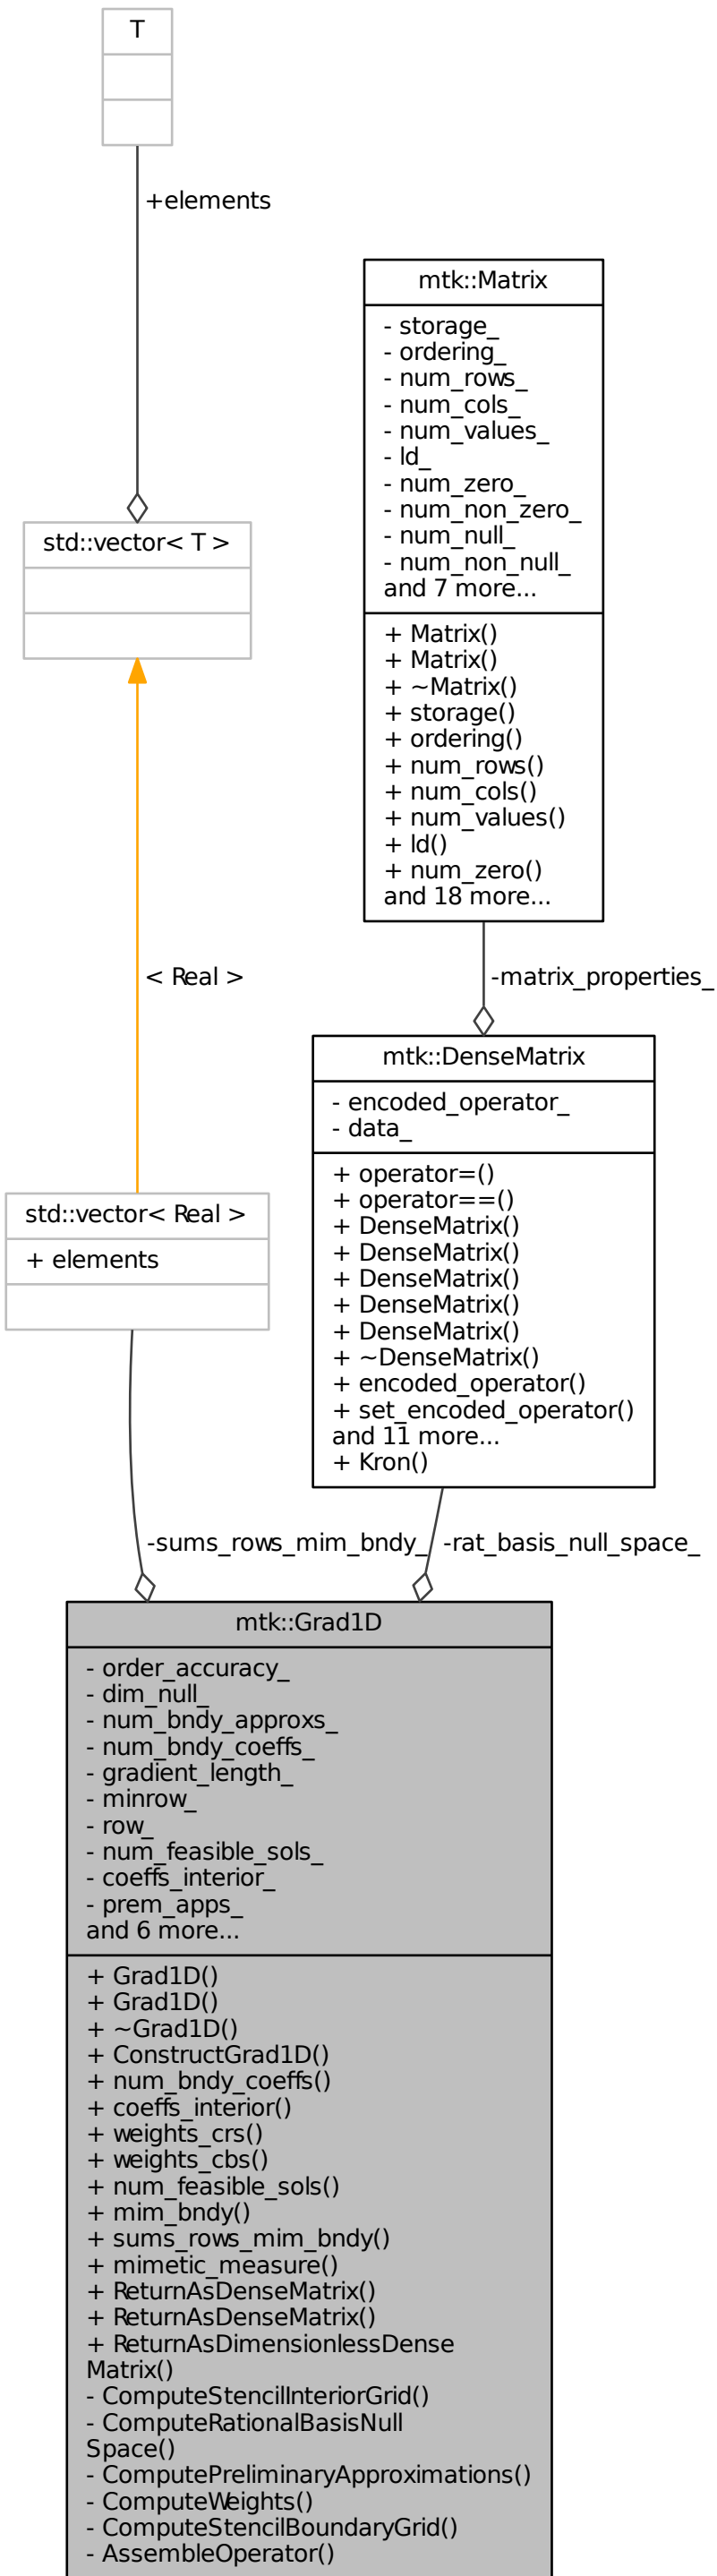 T
+elements
mtk::Matrix
- storage_
- ordering_
- num_rows_
- num_cols_
- num_values_
- ld_
- num_zero_
- num_non_zero_
- num_null_
- num_non_null_
and 7 more...
+ Matrix()
+ Matrix()
+ ~Matrix()
+ storage()
+ ordering()
+ num_rows()
+ num_cols()
+ num_values()
+ ld()
+ num_zero()
and 18 more...
std::vector< T >
< Real >
-matrix_properties_
mtk::DenseMatrix
- encoded_operator_
- data_
+ operator=()
+ operator==()
+ DenseMatrix()
+ DenseMatrix()
+ DenseMatrix()
+ DenseMatrix()
+ DenseMatrix()
+ ~DenseMatrix()
+ encoded_operator()
+ set_encoded_operator()
and 11 more...
+ Kron()
std::vector< Real >
+ elements
-sums_rows_mim_bndy_
-rat_basis_null_space_
mtk::Grad1D
- order_accuracy_
- dim_null_
- num_bndy_approxs_
- num_bndy_coeffs_
- gradient_length_
- minrow_
- row_
- num_feasible_sols_
- coeffs_interior_
- prem_apps_
and 6 more...
+ Grad1D()
+ Grad1D()
+ ~Grad1D()
+ ConstructGrad1D()
+ num_bndy_coeffs()
+ coeffs_interior()
+ weights_crs()
+ weights_cbs()
+ num_feasible_sols()
+ mim_bndy()
+ sums_rows_mim_bndy()
+ mimetic_measure()
+ ReturnAsDenseMatrix()
+ ReturnAsDenseMatrix()
+ ReturnAsDimensionlessDense
Matrix()
- ComputeStencilInteriorGrid()
- ComputeRationalBasisNull
Space()
- ComputePreliminaryApproximations()
- ComputeWeights()
- ComputeStencilBoundaryGrid()
- AssembleOperator()